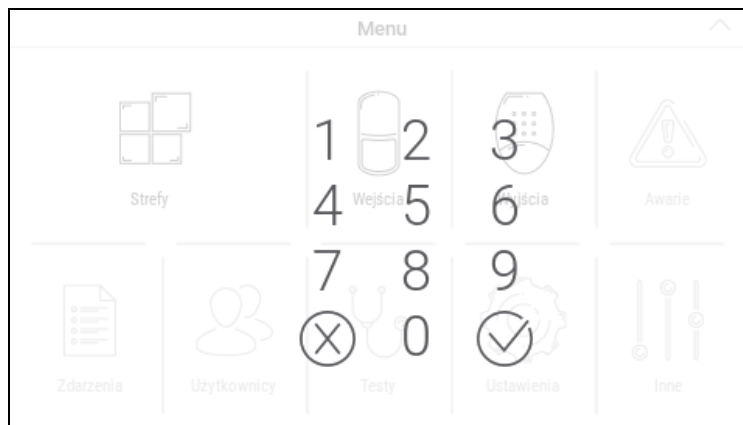 Menu
1 2 3
Strefy Wejścia Wyjścia Awarie
4 5 6
7 8 9
0
Zdarzenia Użytkownicy Testy Ustawienia Inne